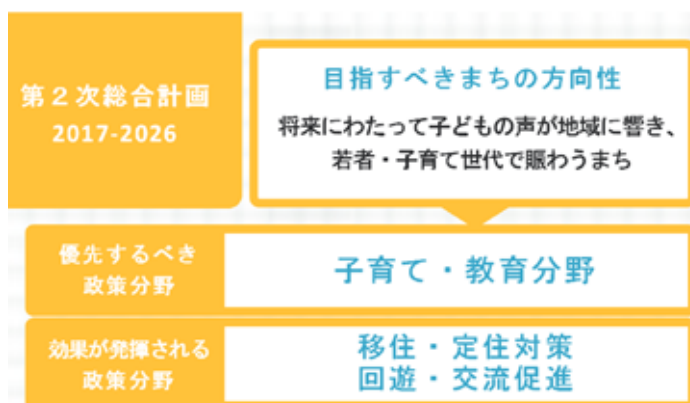 第２次総合計画
2017-2026
目指すべきまちの方向性
将来にわたって子どもの声が地域に響き、
若者・子育て世代で賑わうまち
優先するべき
政策分野
子育て・教育分野
効果が発揮される
政策分野
移住・定住対策
回遊・交流促進